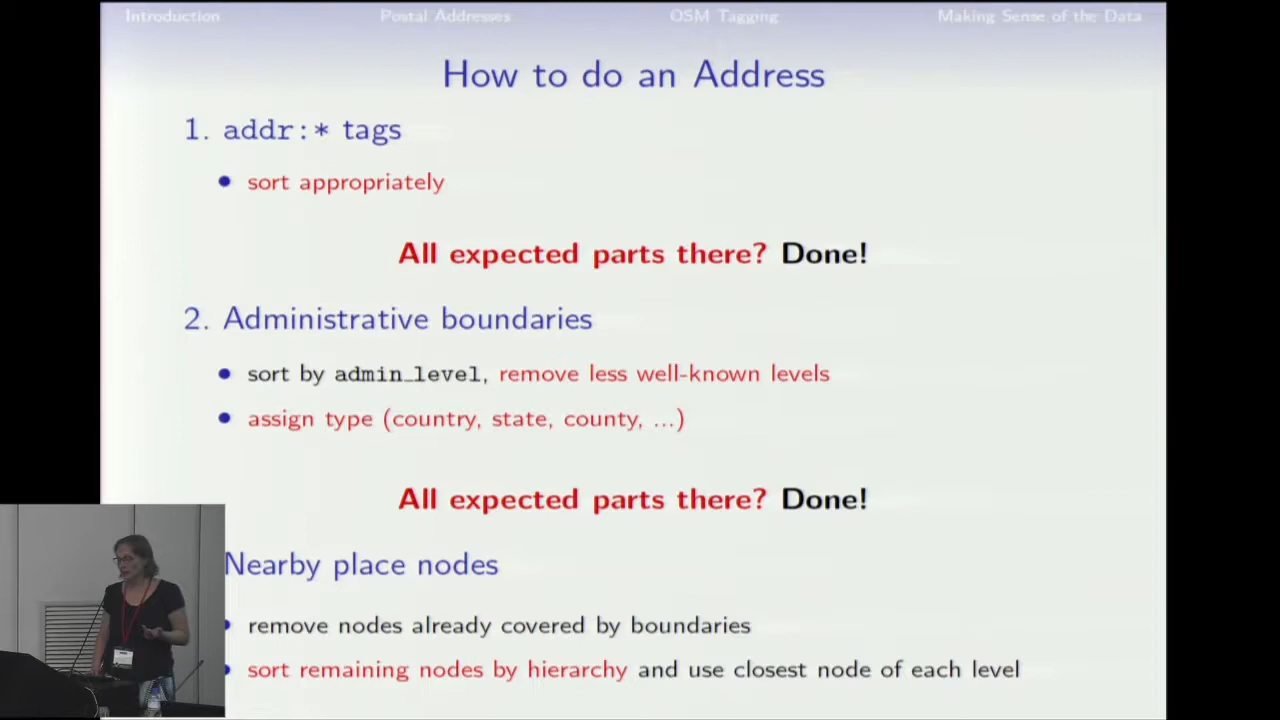 Introduction Postal Addresses OSM Tagging Making Sense of the Data
How to do an Address
1. addr:* tags
• sort appropriately
All expected parts there? Done!
2. Administrative boundaries
• sort by admin_level, remove less well-known levels
• assign type (country, state, county, ...)
All expected parts there? Done!
Nearby place nodes
• remove nodes already covered by boundaries
• sort remaining nodes by hierarchy and use closest node of each level